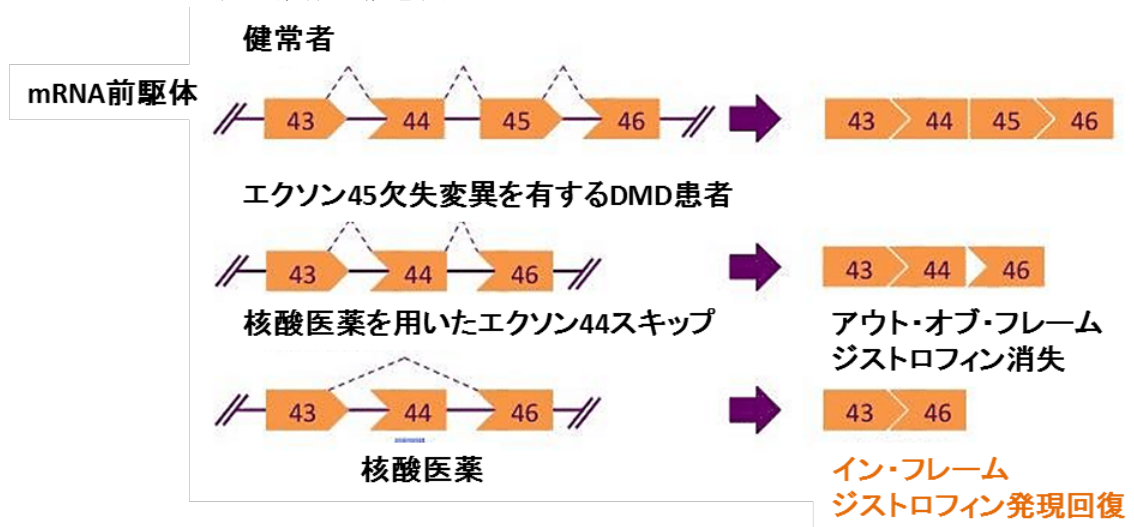 健常者
mRNA前駆体
43 44 45 46
43 44 45 46
エクソン45欠失変異を有するDMD患者
43 44 46
43 44 46
核酸医薬を用いたエクソン44スキップ
アウト・オブ・フレーム
ジストロフィン消失
43 44 46
43 46
核酸医薬
イン・フレーム
ジストロフィン発現回復